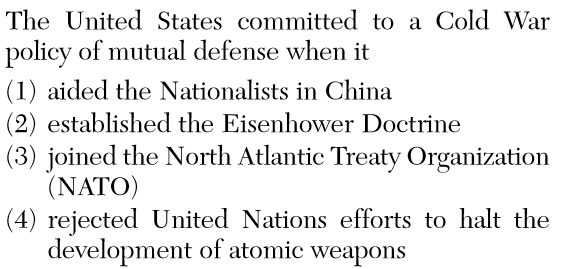 The United States committed to a Cold War
policy of mutual defense when it
(1) aided the Nationalists in China
(2) established the Eisenhower Doctrine
(3) joined the North Atlantic Treaty Organization
(NATO)
(4) rejected United Nations efforts to halt the
development of atomic weapons